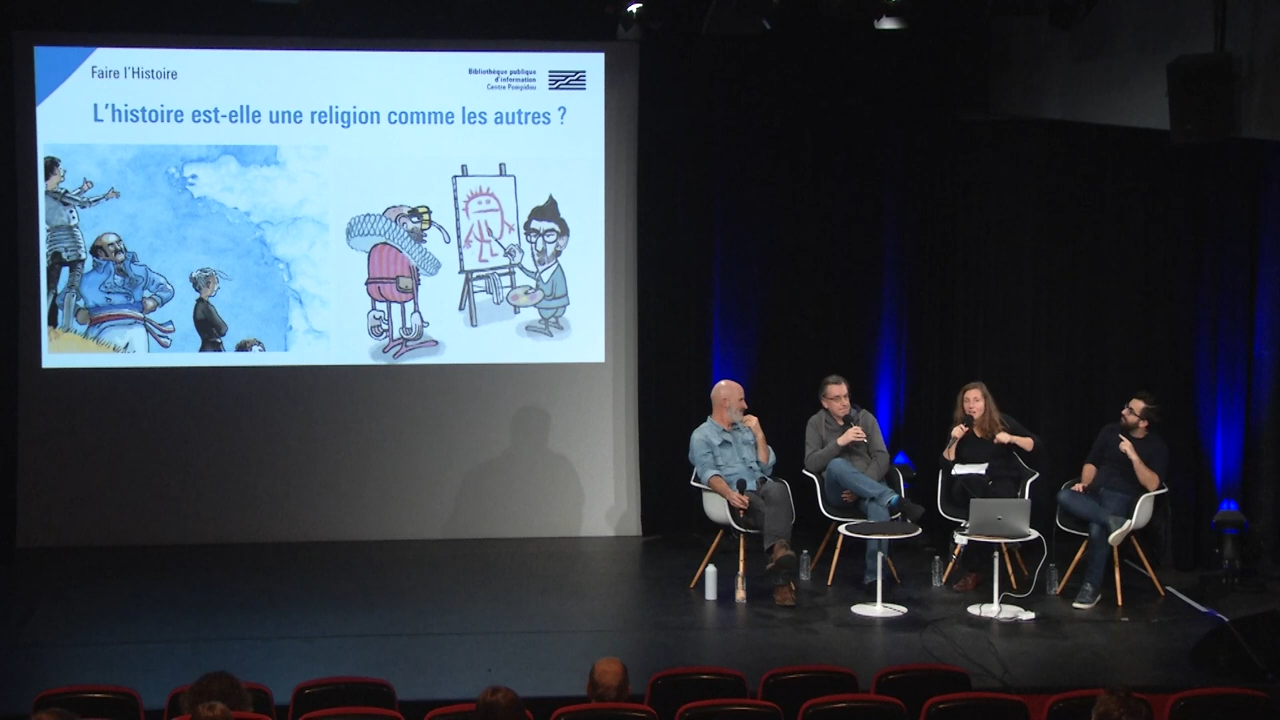 Faire l'Histoire
Bibliothèque publique
d'information
Centre Pompidou
L'histoire est-elle une religion comme les autres ?